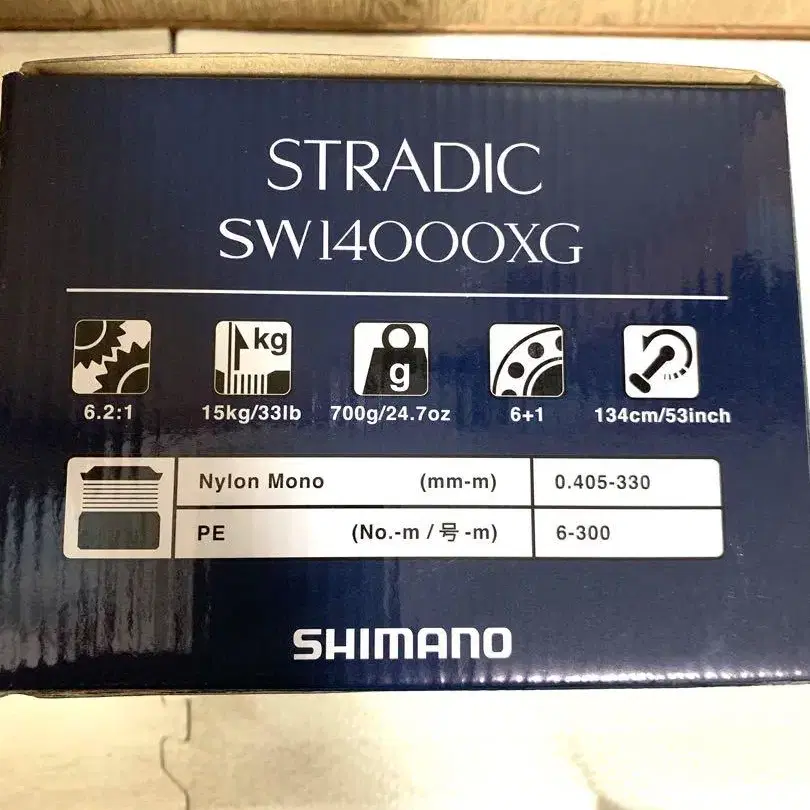 STRADIC
SW14000XG
kg
g
6.2:1 15kg/33lb 700g/24.7oz 6+1 134cm/53inch
Nylon Mono (mm-m) 0.405-330
PE (No.-m / 号-m) 6-300
SHIMANO